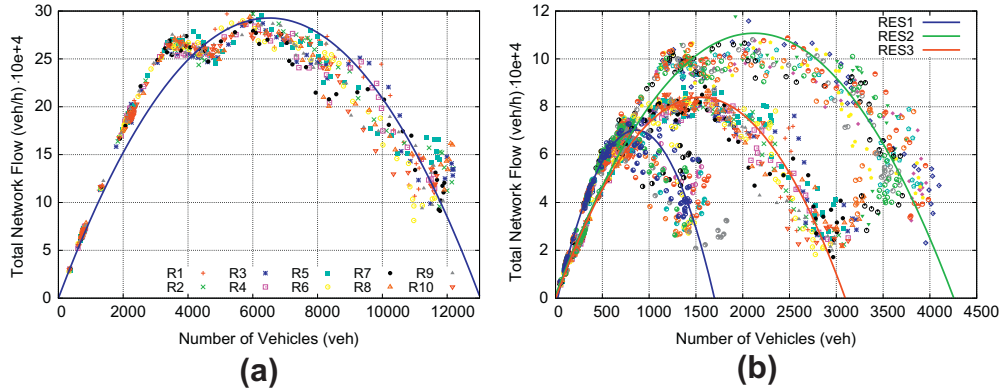 30
25
20
15
10
5
0
Total Network Flow (veh/h) ·10e+4
R1 R3 R5 R7 R9
R2 R4 R6 R8 R10
0 2000 4000 6000 8000 10000 12000
Number of Vehicles (veh)
(a)
12
10
8
6
4
2
0
Total Network Flow (veh/h) ·10e+4
RES1
RES2
RES3
0 500 1000 1500 2000 2500 3000 3500 4000 4500
Number of Vehicles (veh)
(b)